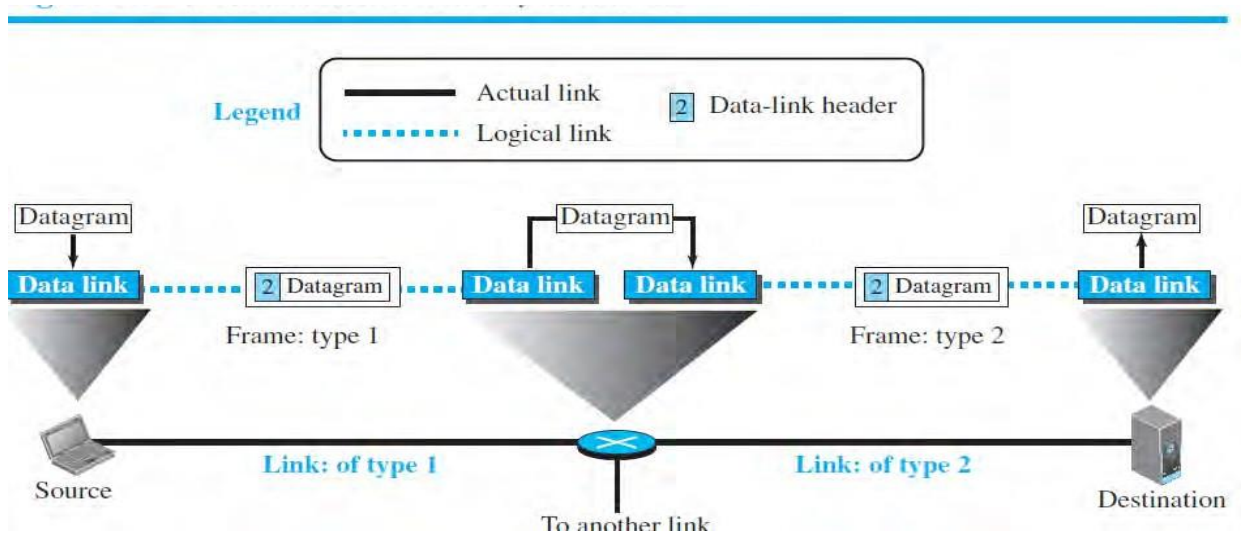 Actual link
2 Data-link header
Legend
Logical link
Datagram
Datagram
Datagram
Data link
2 Datagram
Data link
Data link
2 Datagram
Data link
Frame: type 1
Frame: type 2
Link: of type 1
Link: of type 2
Source
Destination
To another link